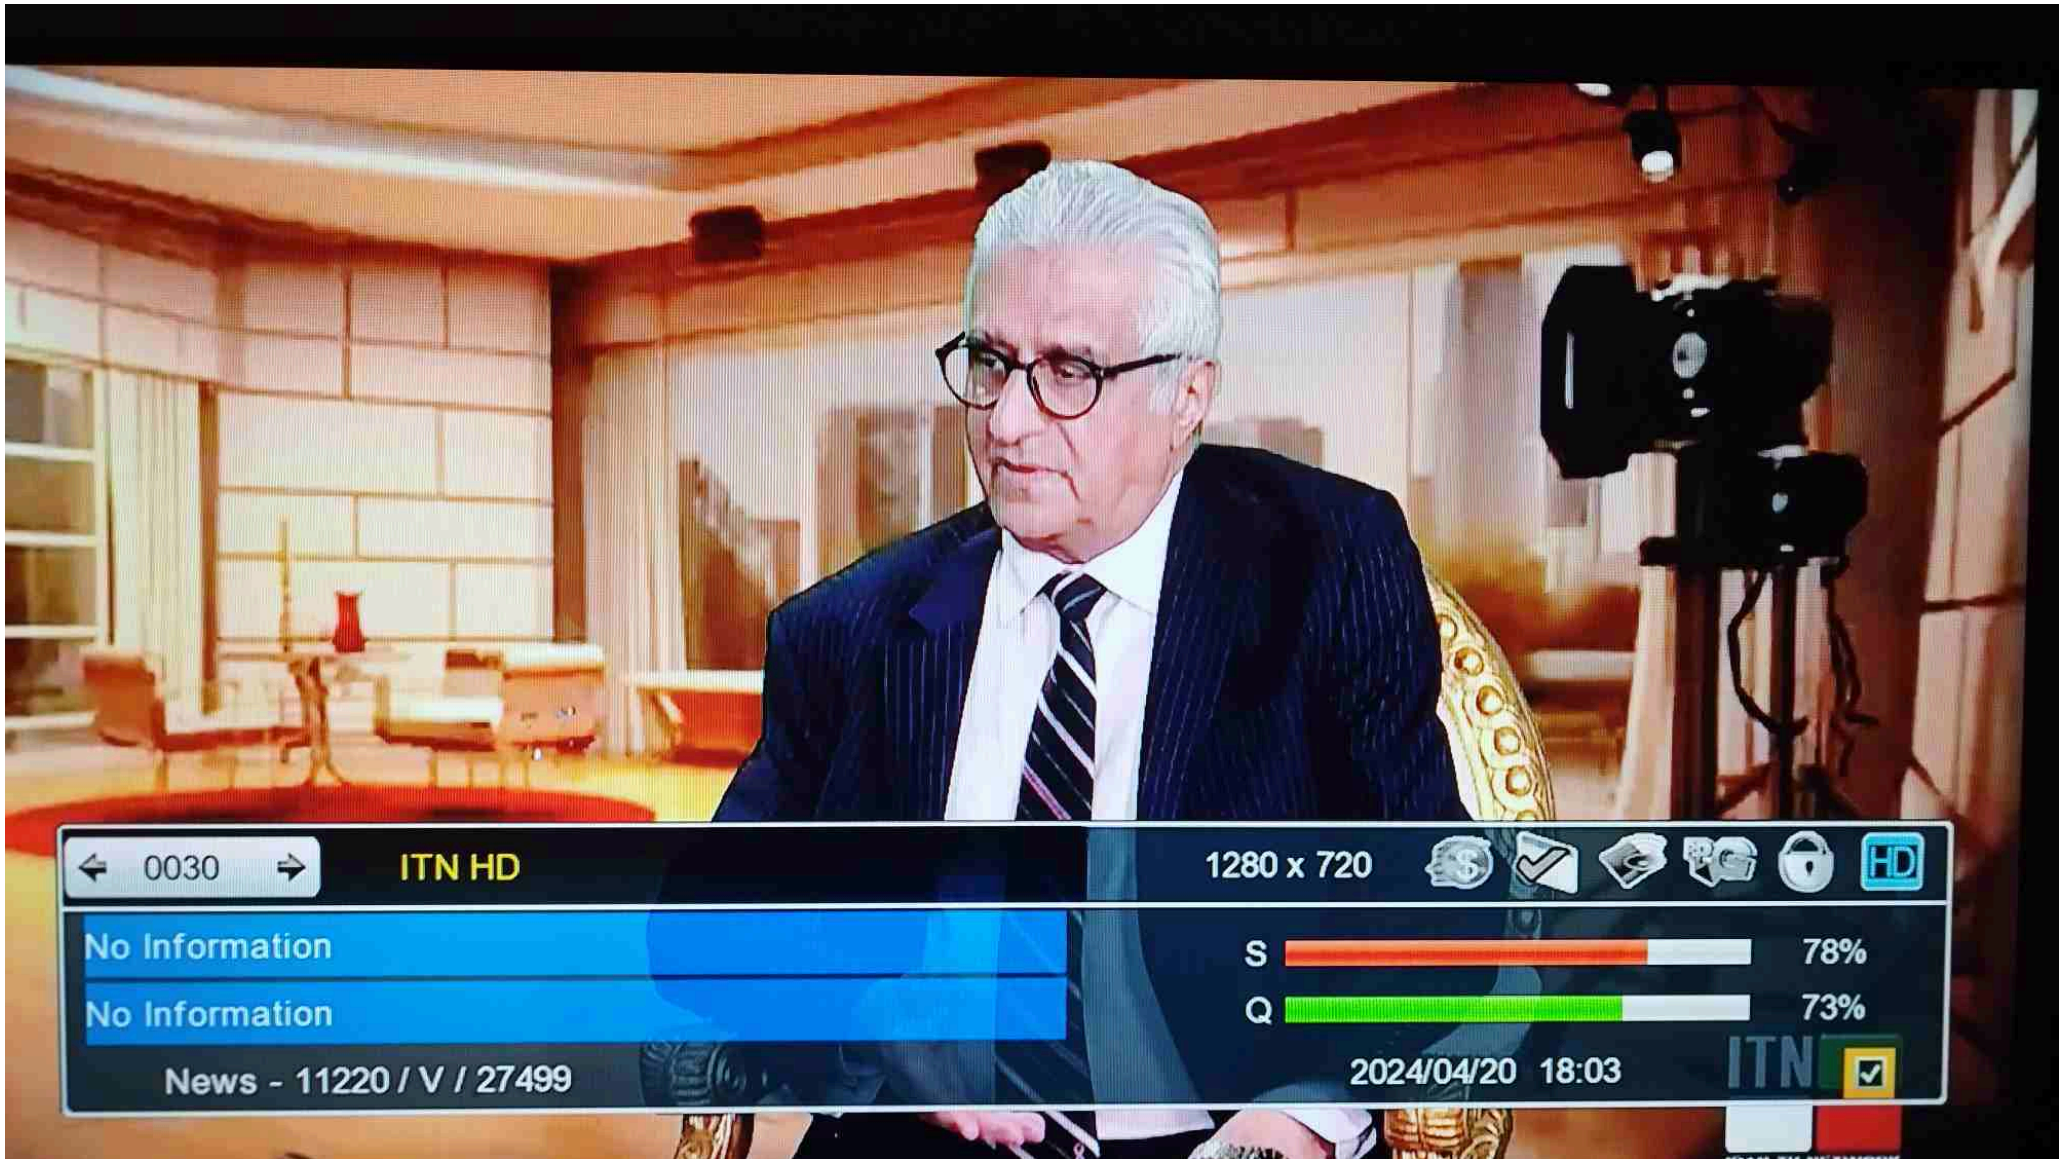 0030
ITN HD
1280 x 720
HD
No Information
S
78%
No Information
Q
73%
News - 11220 / V / 27499
2024/04/20 18:03
ITN